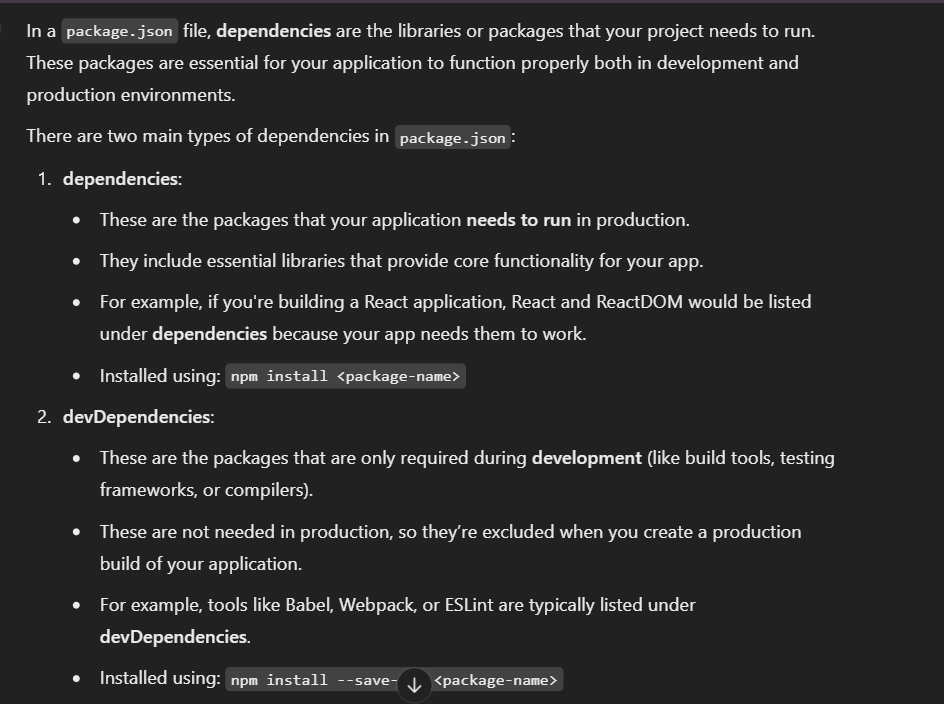 In a package.json file, dependencies are the libraries or packages that your project needs to run.
These packages are essential for your application to function properly both in development and
production environments.
There are two main types of dependencies in package.json:
1. dependencies:
• These are the packages that your application needs to run in production.
• They include essential libraries that provide core functionality for your app.
• For example, if you're building a React application, React and ReactDOM would be listed
under dependencies because your app needs them to work.
• Installed using: npm install <package-name>
2. devDependencies:
• These are the packages that are only required during development (like build tools, testing
frameworks, or compilers).
• These are not needed in production, so they’re excluded when you create a production
build of your application.
• For example, tools like Babel, Webpack, or ESLint are typically listed under
devDependencies.
• Installed using: npm install --save- <package-name>